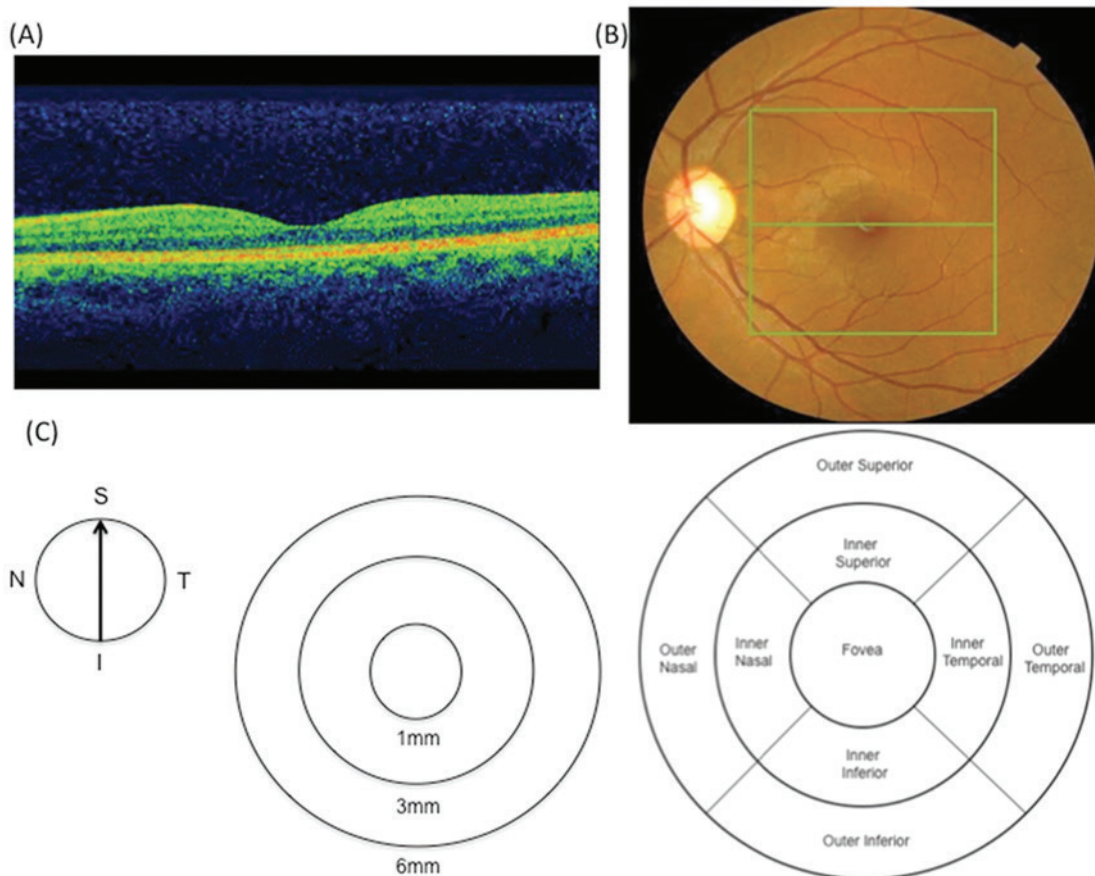 (A)
(B)
(C)
S
N
T
I
1mm
3mm
6mm
Outer Superior
Inner
Superior
Outer
Nasal
Inner
Nasal
Fovea
Inner
Temporal
Outer
Temporal
Inner
Inferior
Outer Inferior